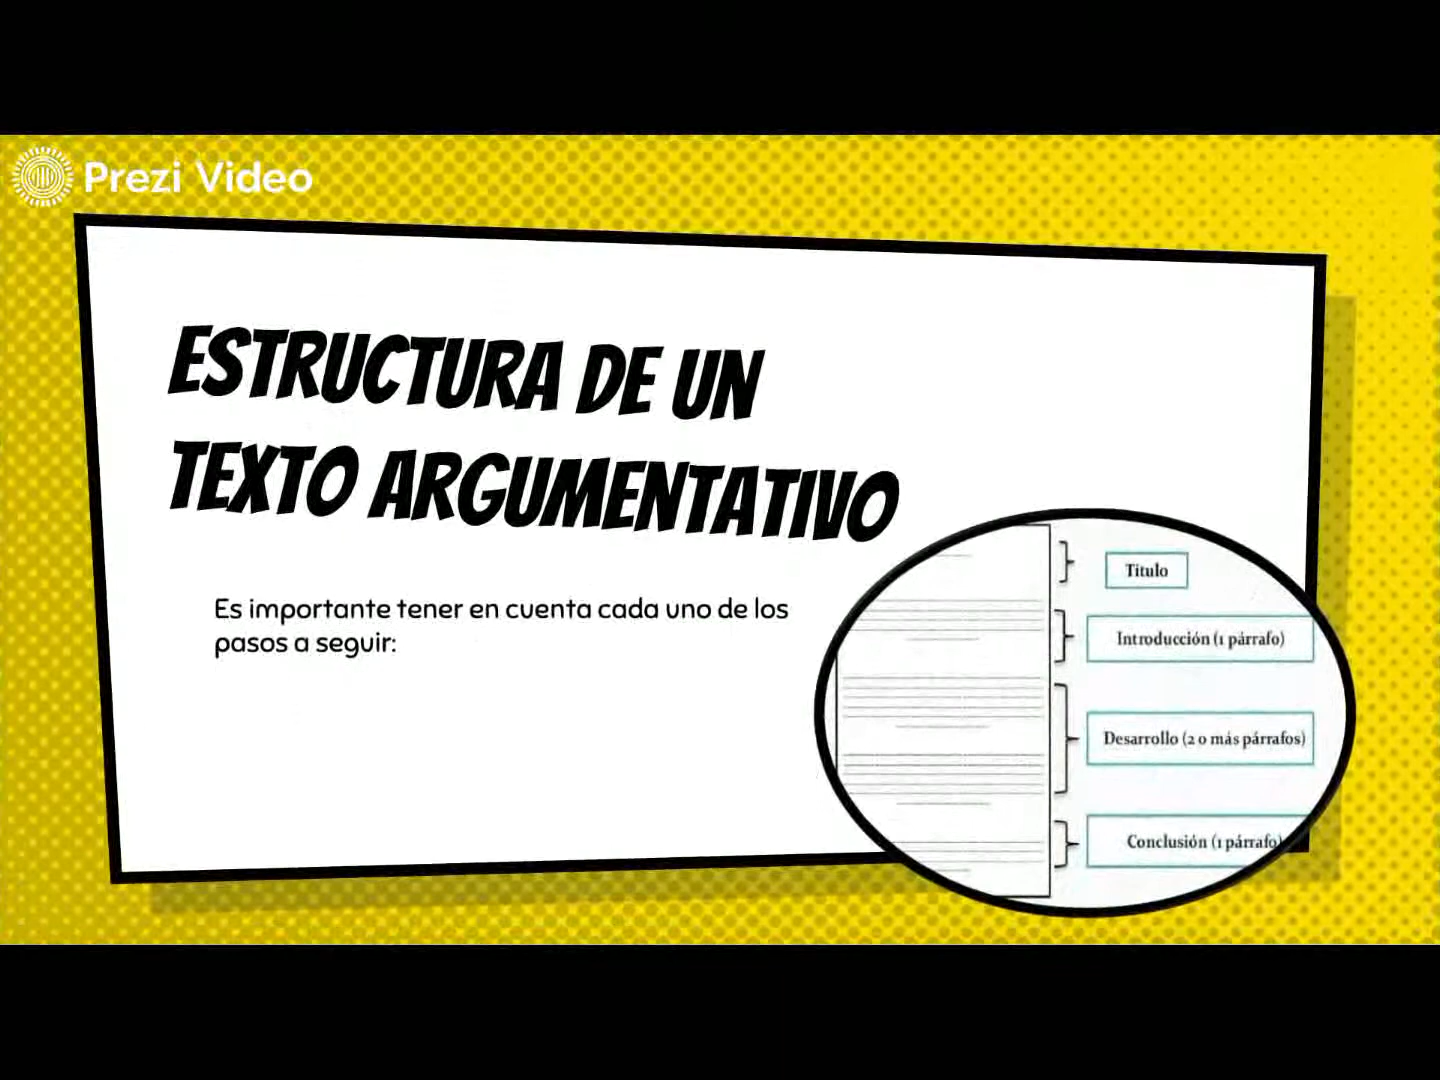 Prezi Video
ESTRUCTURA DE UN
TEXTO ARGUMENTATIVO
Es importante tener en cuenta cada uno de los
pasos a seguir:
Titulo
Introducción (1 párrafo)
Desarrollo (2 o más párrafos)
Conclusión (1 párrafo)